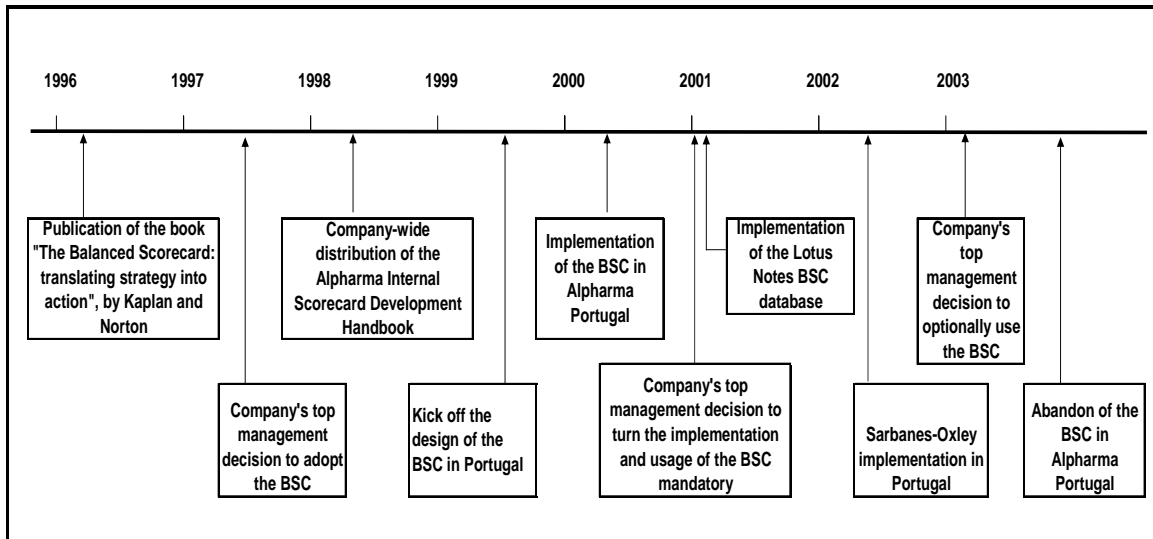 1996
1997
1998
1999
2000
2001
2002
2003
Publication of the book
"The Balanced Scorecard:
translating strategy into
action", by Kaplan and
Norton
Company-wide
distribution of the
Alpharma Internal
Scorecard Development
Handbook
Implementation
of the BSC in
Alpharma
Portugal
Implementation
of the Lotus
Notes BSC
database
Company's
top
management
decision to
optionally use
the BSC
Company's top
management
decision to adopt
the BSC
Kick off the
design of the
BSC in Portugal
Company's top
management decision to
turn the implementation
and usage of the BSC
mandatory
Sarbanes-Oxley
implementation in
Portugal
Abandon of the
BSC in
Alpharma
Portugal